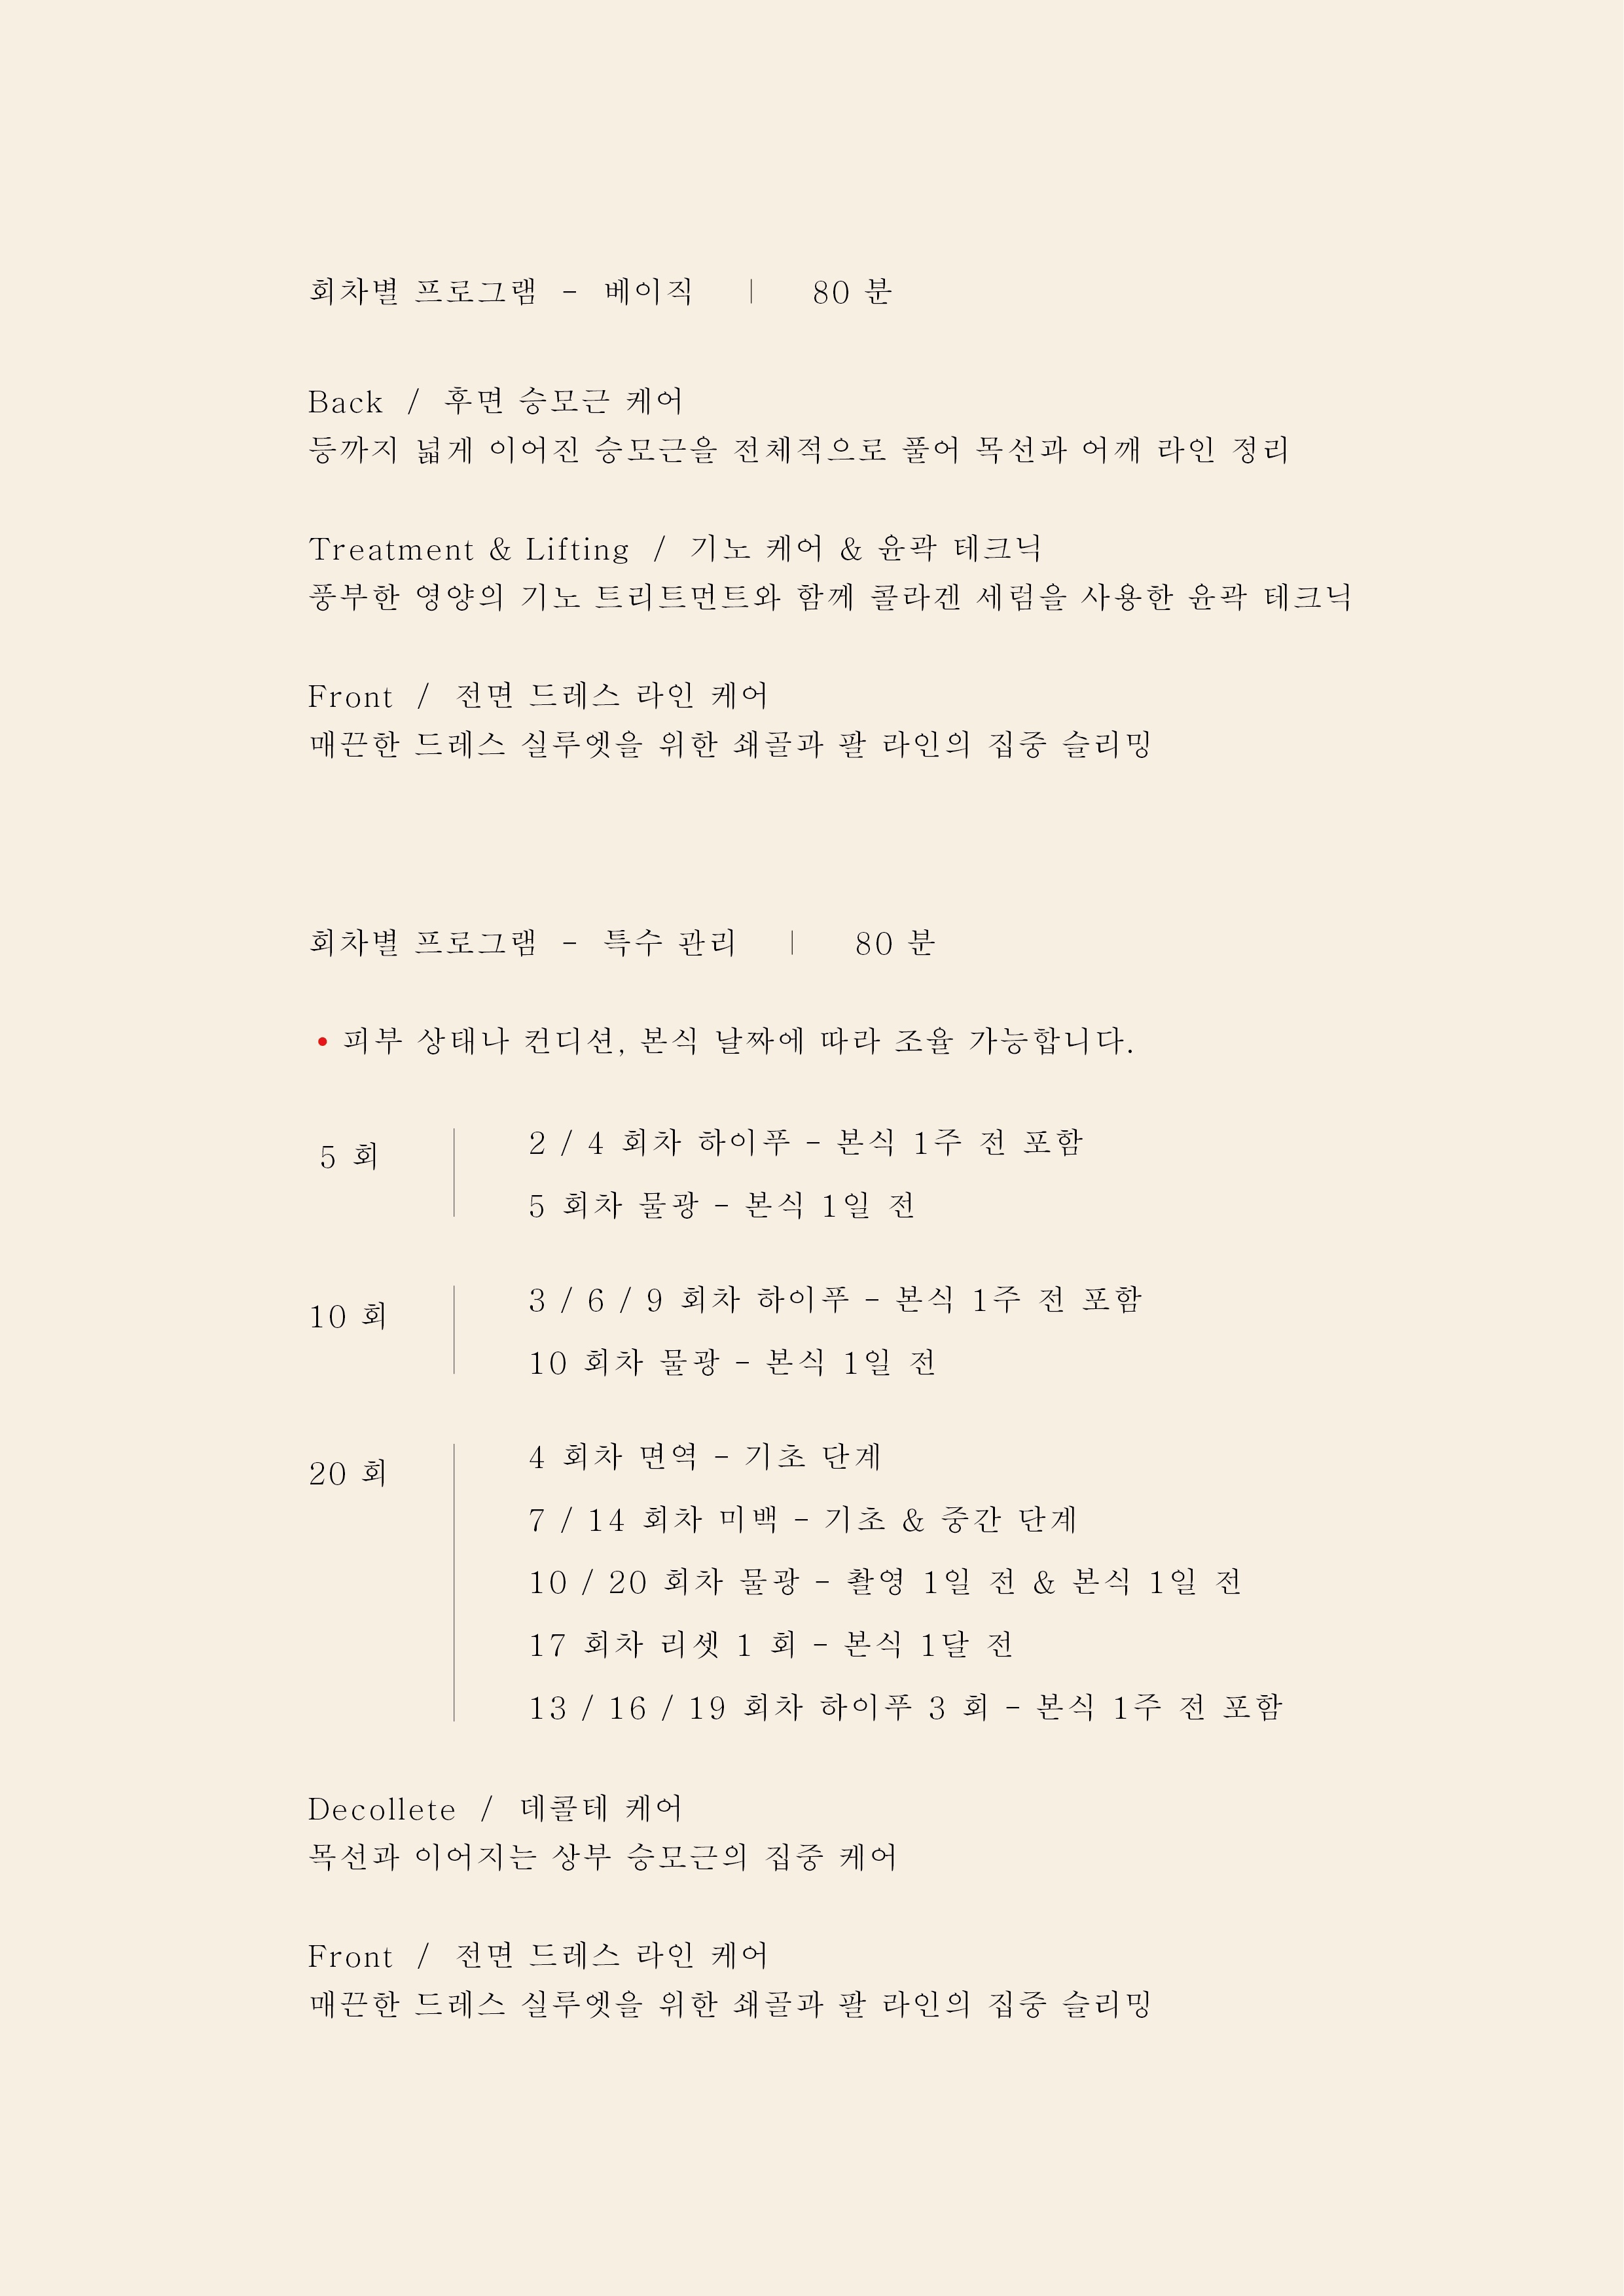 회차별 프로그램 - 베이직 | 80 분
Back / 후면 승모근 케어
등까지 넓게 이어진 승모근을 전체적으로 풀어 목선과 어깨 라인 정리
Treatment & Lifting / 기노 케어 & 윤곽 테크닉
풍부한 영양의 기노 트리트먼트와 함께 콜라겐 세럼을 사용한 윤곽 테크닉
Front / 전면 드레스 라인 케어
매끈한 드레스 실루엣을 위한 쇄골과 팔 라인의 집중 슬리밍
회차별 프로그램 - 특수 관리 | 80 분
• 피부 상태나 컨디션, 본식 날짜에 따라 조율 가능합니다.
5 회
2 / 4 회차 하이푸 - 본식 1주 전 포함
5 회차 물광 - 본식 1일 전
10 회
3 / 6 / 9 회차 하이푸 - 본식 1주 전 포함
10 회차 물광 - 본식 1일 전
20 회
4 회차 면역 - 기초 단계
7 / 14 회차 미백 - 기초 & 중간 단계
10 / 20 회차 물광 - 촬영 1일 전 & 본식 1일 전
17 회차 리셋 1 회 - 본식 1달 전
13 / 16 / 19 회차 하이푸 3 회 - 본식 1주 전 포함
Decollete / 데콜테 케어
목선과 이어지는 상부 승모근의 집중 케어
Front / 전면 드레스 라인 케어
매끈한 드레스 실루엣을 위한 쇄골과 팔 라인의 집중 슬리밍